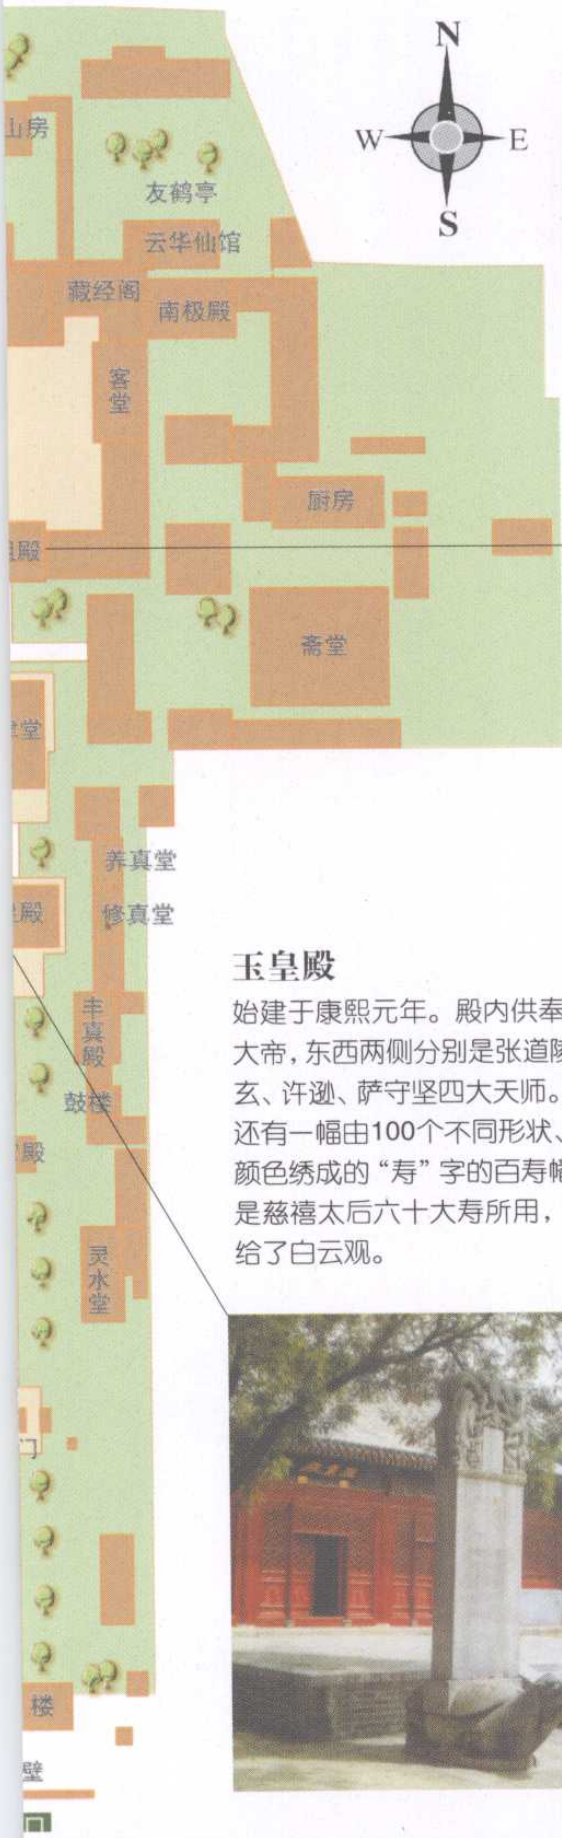 N
W E
S
山房
友鹤亭
云华仙馆
藏经阁
南极殿
客堂
厨房
殿
斋堂
堂
养真堂
殿
修真堂
丰真殿
鼓楼
殿
灵水堂
门
楼
壁
玉皇殿
始建于康熙元年。殿内供奉
大帝，东西两侧分别是张道陵
玄、许逊、萨守坚四大天师。
还有一幅由100个不同形状、
颜色绣成的“寿”字的百寿幡
是慈禧太后六十大寿所用，
给了白云观。